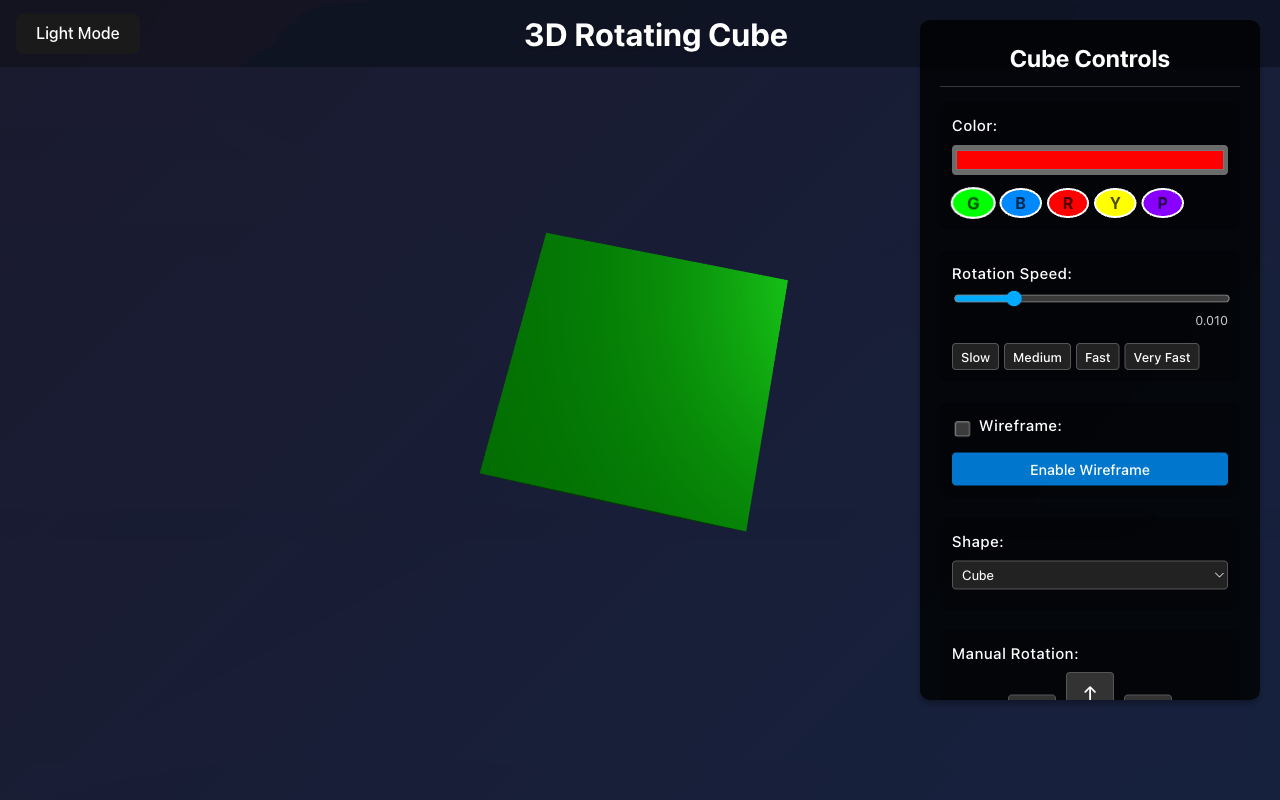 Light Mode
3D Rotating Cube
Cube Controls
Color:
G B R Y P
Rotation Speed:
0.010
Slow Medium Fast Very Fast
Wireframe:
Enable Wireframe
Shape:
Cube
Manual Rotation:
↑